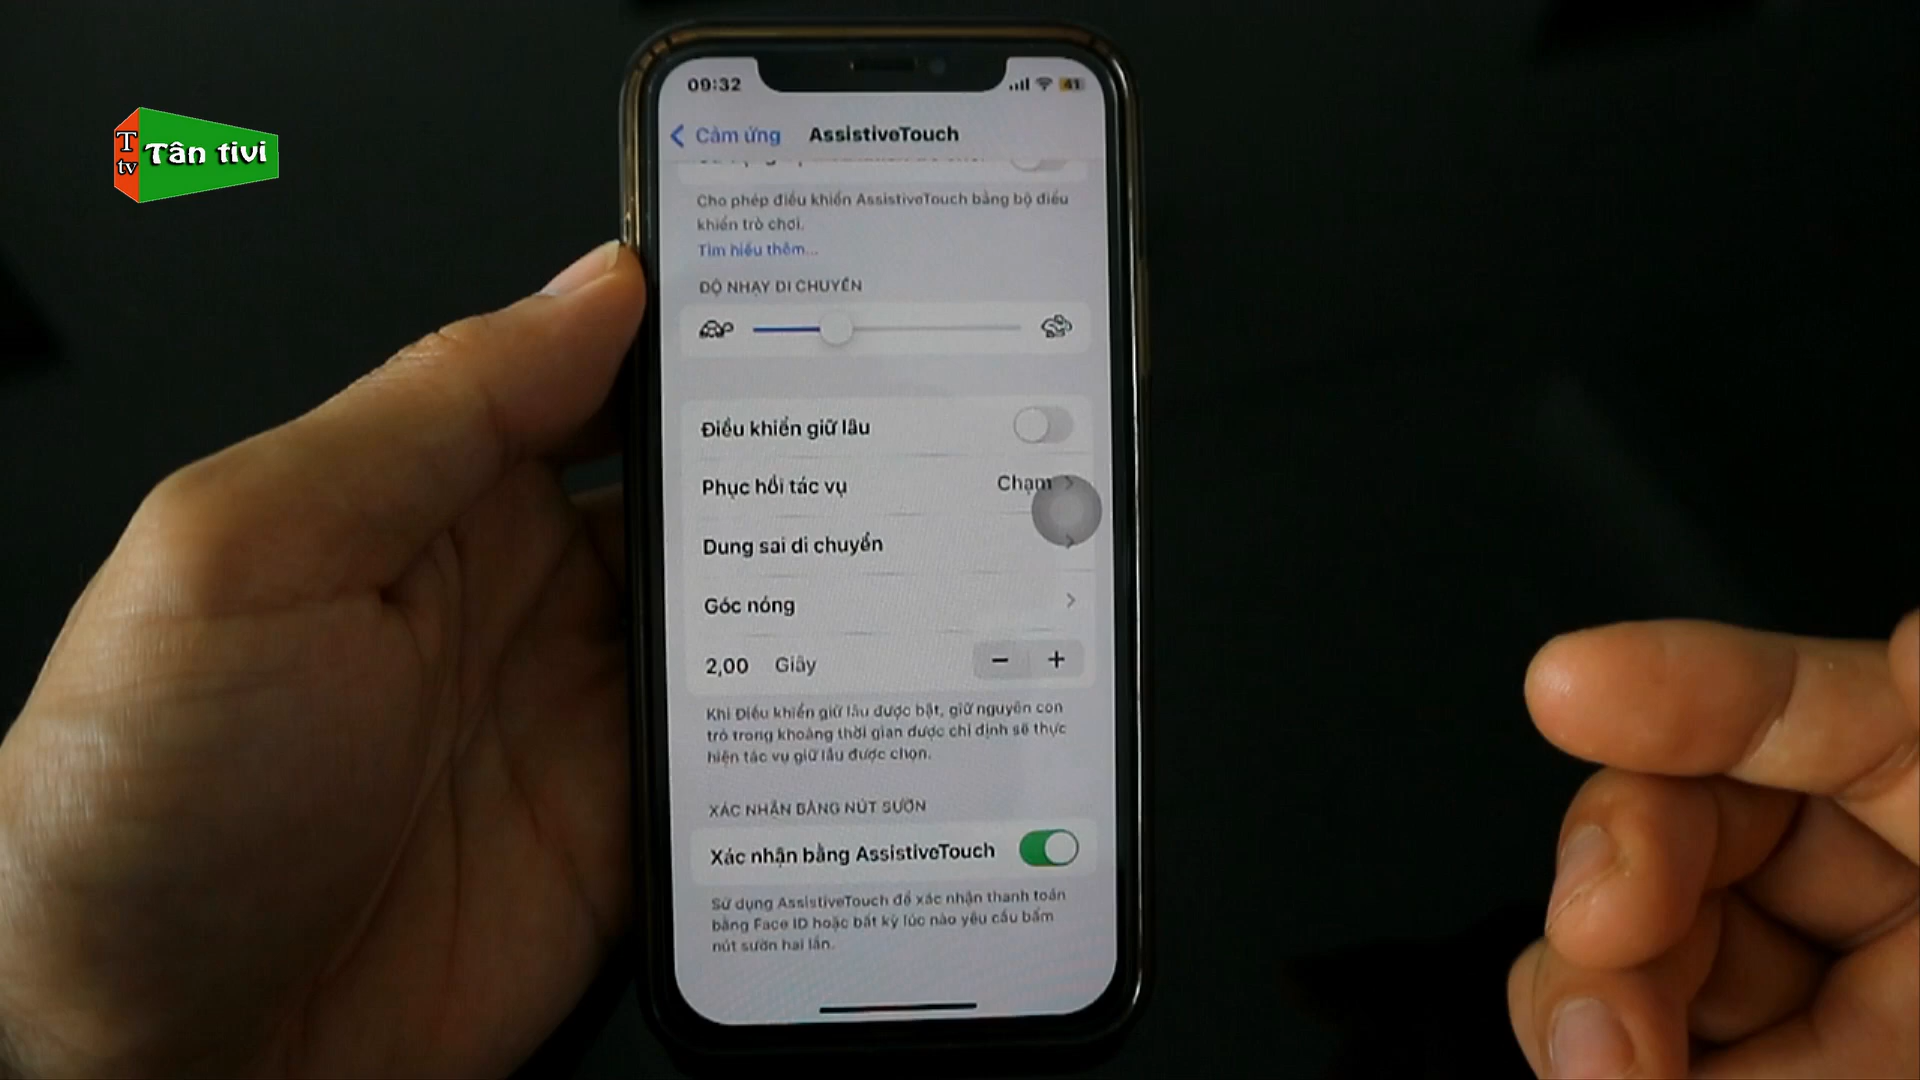 T
tv
Tân tivi
09:32
41
Cảm ứng
AssistiveTouch
Cho phép điều khiển AssistiveTouch bằng bộ điều
khiển trò chơi.
Tìm hiểu thêm...
ĐỘ NHẠY DI CHUYỂN
Điều khiển giữ lâu
Phục hồi tác vụ
Chạm
Dung sai di chuyển
Góc nóng
2,00 Giây
− +
Khi Điều khiển giữ lâu được bật, giữ nguyên con
trỏ trong khoảng thời gian được chỉ định sẽ thực
hiện tác vụ giữ lâu được chọn.
XÁC NHẬN BẰNG NÚT SƯỜN
Xác nhận bằng AssistiveTouch
Sử dụng AssistiveTouch để xác nhận thanh toán
bằng Face ID hoặc bất kỳ lúc nào yêu cầu bấm
nút sườn hai lần.